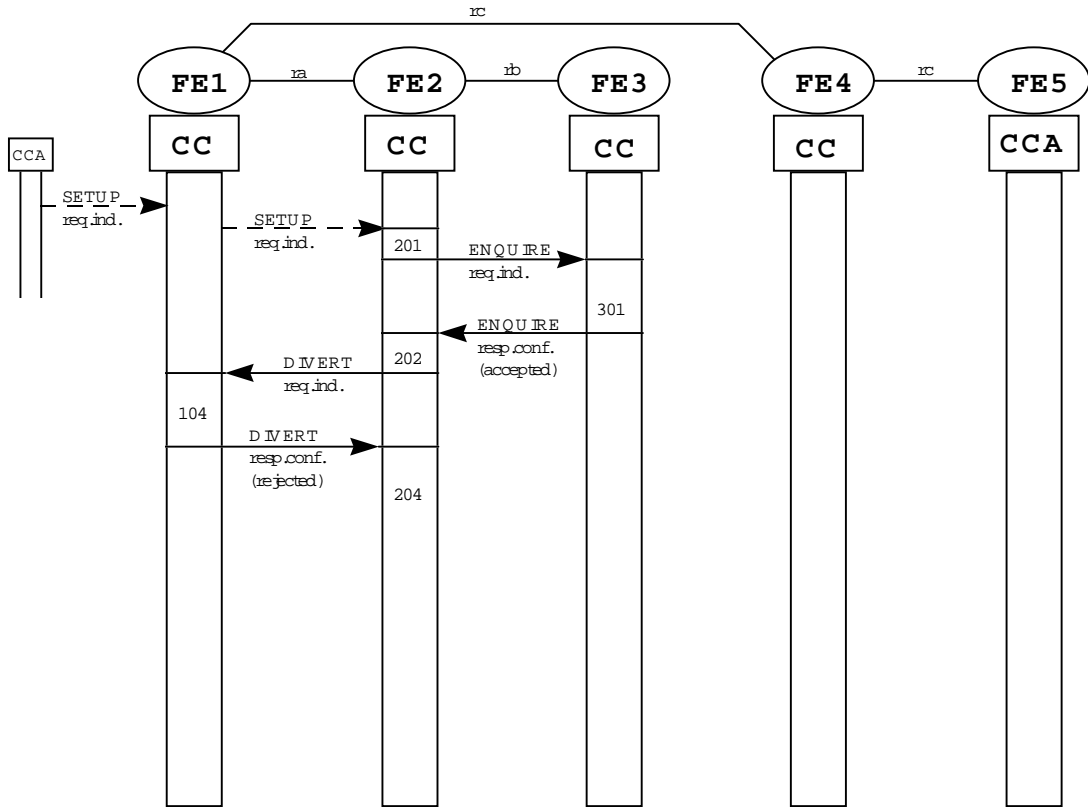 rc
FE1
ra
FE2
rb
FE3
FE4
rc
FE5
CCA
CC
CC
CC
CC
CCA
SETUP
req.ind.
SETUP
req.ind.
201
ENQUIRE
req.ind.
301
ENQUIRE
resp.conf.
(accepted)
202
DIVERT
req.ind.
104
DIVERT
resp.conf.
(rejected)
204